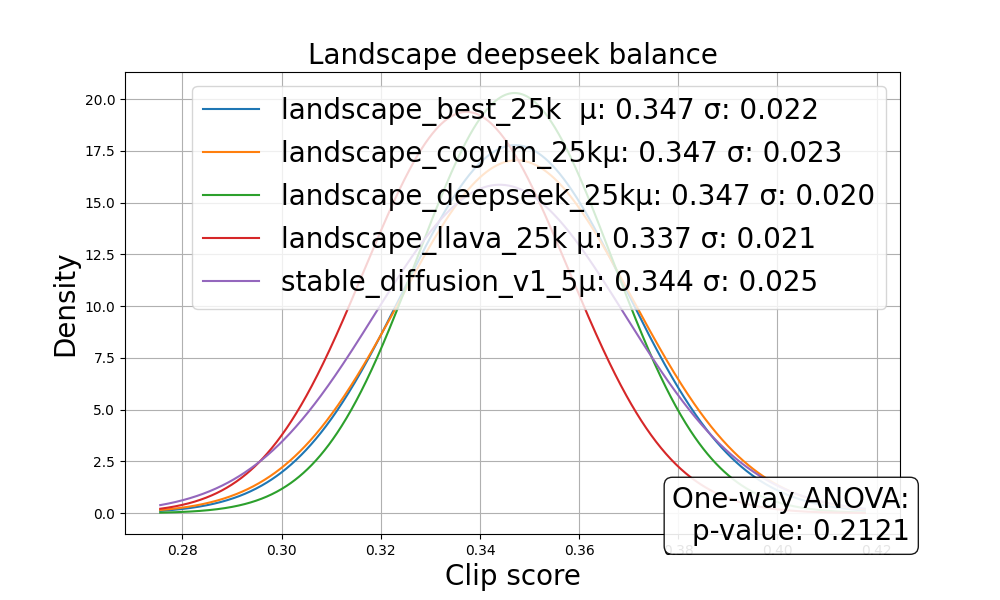 Landscape deepseek balance
20.0
17.5
15.0
12.5
10.0
7.5
5.0
2.5
0.0
Density
landscape_best_25k  μ: 0.347 σ: 0.022
landscape_cogvlm_25kμ: 0.347 σ: 0.023
landscape_deepseek_25kμ: 0.347 σ: 0.020
landscape_llava_25k μ: 0.337 σ: 0.021
stable_diffusion_v1_5μ: 0.344 σ: 0.025
One-way ANOVA:
p-value: 0.2121
0.28 0.30 0.32 0.34 0.36 0.38 0.40 0.42
Clip score